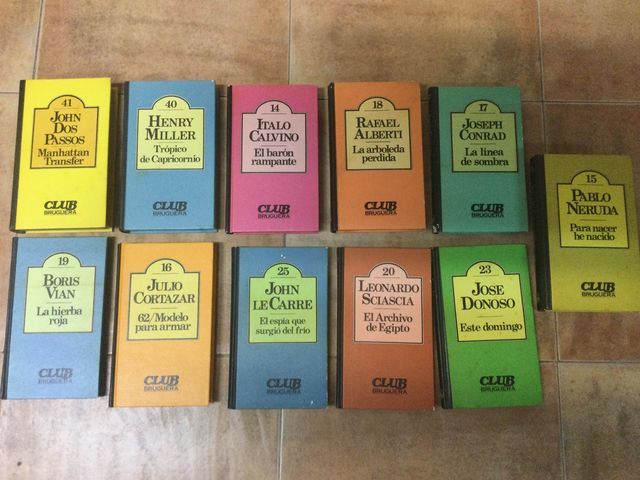 41
JOHN
DOS
PASSOS
Manhattan
Transfer
CLUB
BRUGUERA
40
HENRY
MILLER
Trópico
de Capricornio
CLUB
BRUGUERA
14
ITALO
CALVINO
El barón
rampante
CLUB
BRUGUERA
18
RAFAEL
ALBERTI
La arboleda
perdida
CLUB
BRUGUERA
17
JOSEPH
CONRAD
La línea
de sombra
CLUB
BRUGUERA
15
PABLO
NERUDA
Para nacer
he nacido
CLUB
BRUGUERA
19
BORIS
VIAN
La hierba
roja
CLUB
BRUGUERA
16
JULIO
CORTAZAR
62/Modelo
para armar
CLUB
BRUGUERA
25
JOHN
LE CARRE
El espía que
surgió del frío
CLUB
BRUGUERA
20
LEONARDO
SCIASCIA
El Archivo
de Egipto
CLUB
BRUGUERA
23
JOSE
DONOSO
Este domingo
CLUB
BRUGUERA